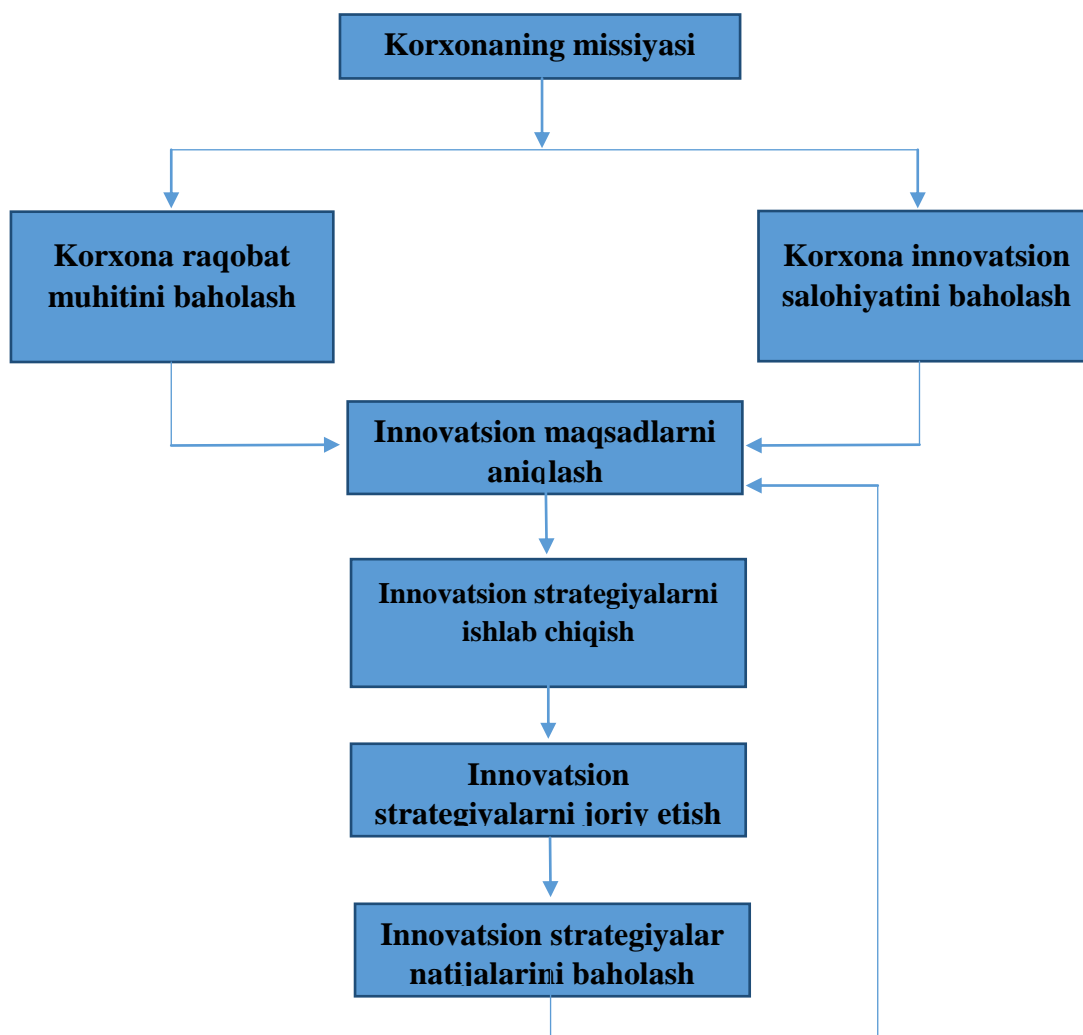 Korxonaning missiyasi
Korxona raqobat
muhitini baholash
Korxona innovatsion
salohiyatini baholash
Innovatsion maqsadlarni
aniqlash
Innovatsion strategiyalarni
ishlab chiqish
Innovatsion
strategiyalarni joriy etish
Innovatsion strategiyalar
natijalarini baholash